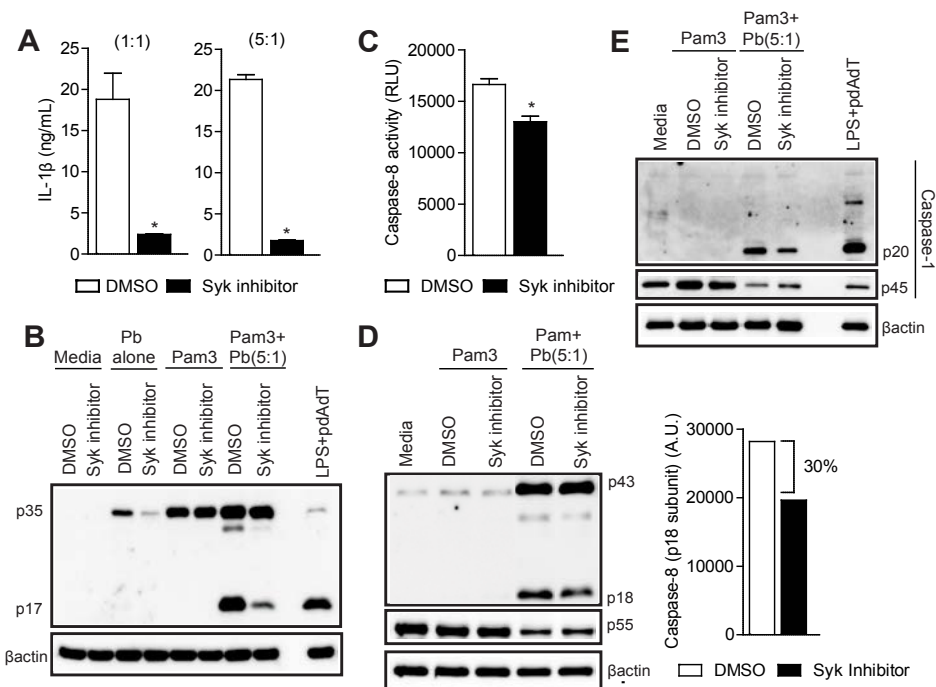 A
(1:1)
(5:1)
IL-1β (ng/mL)
25
20
15
10
5
0
25
20
15
10
5
0
*
*
DMSO
Syk inhibitor
C
Caspase-8 activity (RLU)
20000
15000
10000
5000
0
*
DMSO
Syk inhibitor
E
Pam3
Pam3+
Pb(5:1)
Media
DMSO
Syk inhibitor
DMSO
Syk inhibitor
LPS+pdAdT
Caspase-1
p20
p45
βactin
B
Media
Pb
alone
Pam3
Pam3+
Pb(5:1)
DMSO
Syk inhibitor
DMSO
Syk inhibitor
DMSO
Syk inhibitor
DMSO
Syk inhibitor
LPS+pdAdT
p35
p17
βactin
D
Pam3
Pam+
Pb(5:1)
Media
DMSO
Syk inhibitor
DMSO
Syk inhibitor
p43
p18
p55
βactin
Caspase-8 (p18 subunit) (A.U.)
30000
20000
10000
0
30%
DMSO
Syk Inhibitor